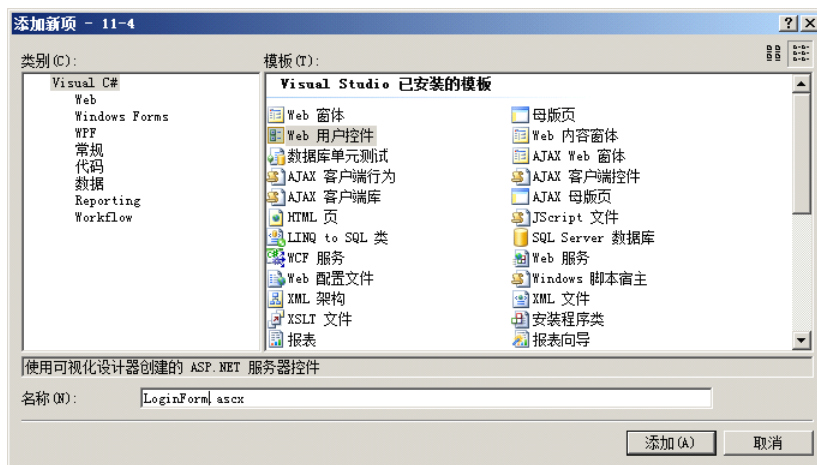 添加新项 - 11-4
类别(C):
模板(T):
Visual C#
Web
Windows Forms
WPF
常规
代码
数据
Reporting
Workflow
Visual Studio 已安装的模板
Web 窗体
母版页
Web 用户控件
Web 内容窗体
数据库单元测试
AJAX Web 窗体
AJAX 客户端行为
AJAX 客户端控件
AJAX 客户端库
AJAX 母版页
HTML 页
JScript 文件
LINQ to SQL 类
SQL Server 数据库
WCF 服务
Web 服务
Web 配置文件
Windows 脚本宿主
XML 架构
XML 文件
XSLT 文件
安装程序类
报表
报表向导
使用可视化设计器创建的 ASP.NET 服务器控件
名称(N):
LoginForm.ascx
添加(A)
取消